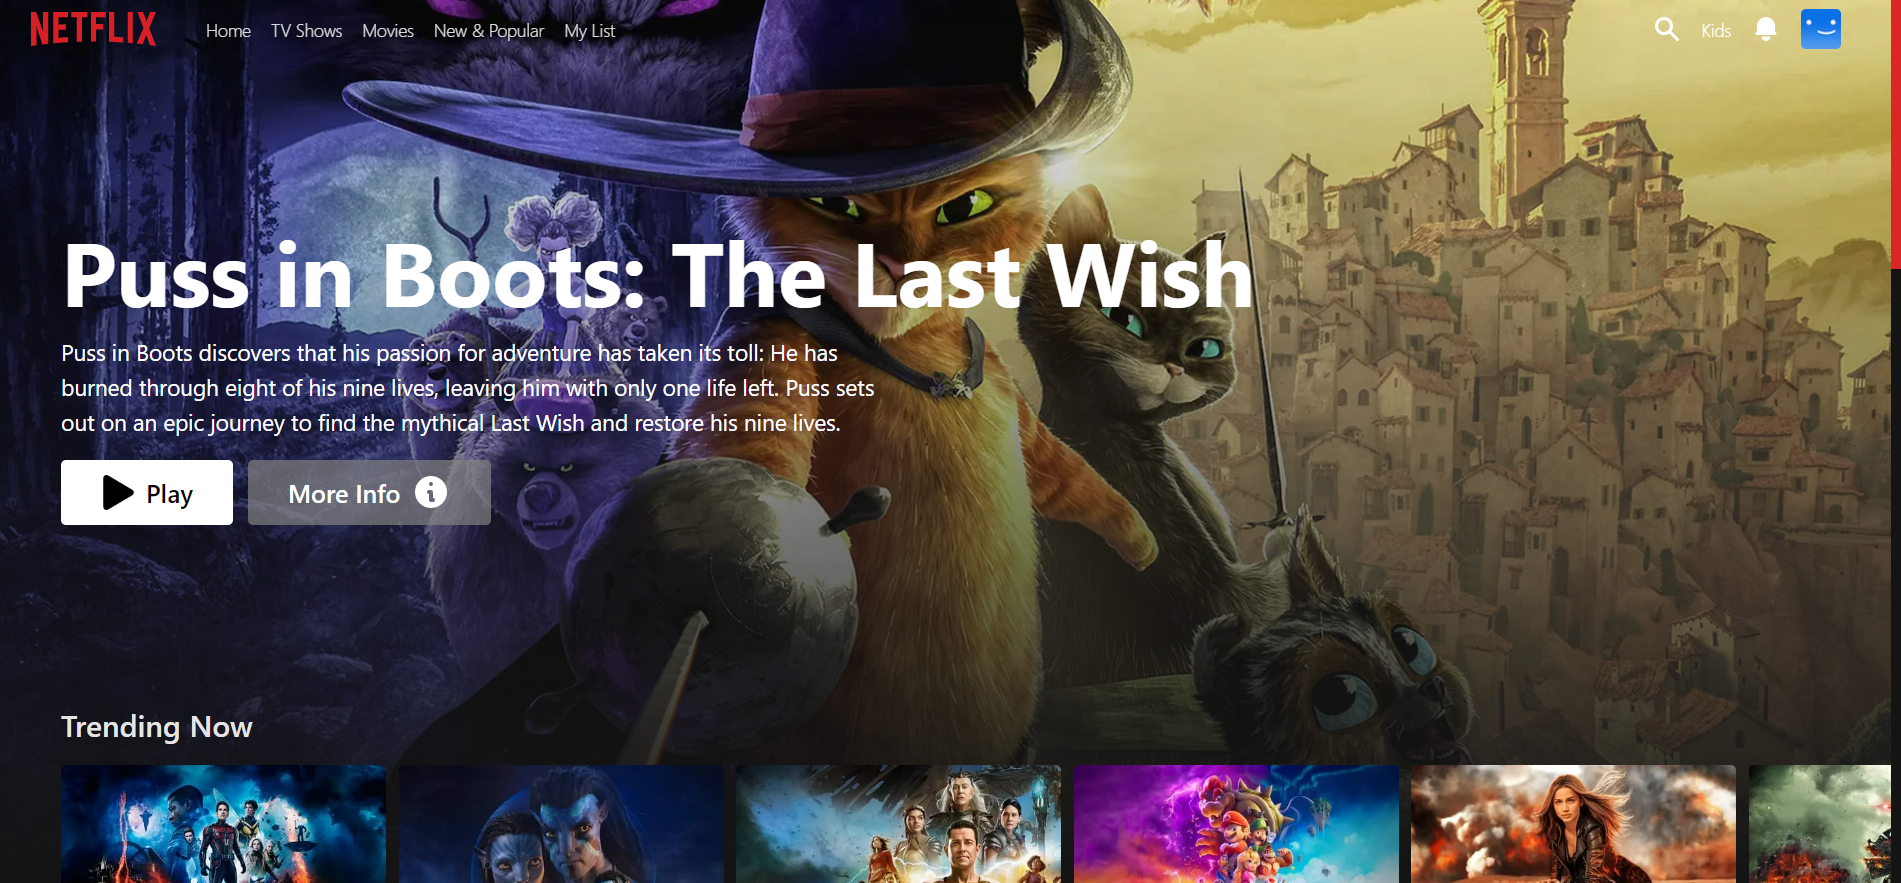 NETFLIX Home TV Shows Movies New & Popular My List Kids
Puss in Boots: The Last Wish
Puss in Boots discovers that his passion for adventure has taken its toll: He has
burned through eight of his nine lives, leaving him with only one life left. Puss sets
out on an epic journey to find the mythical Last Wish and restore his nine lives.
Play More Info
Trending Now